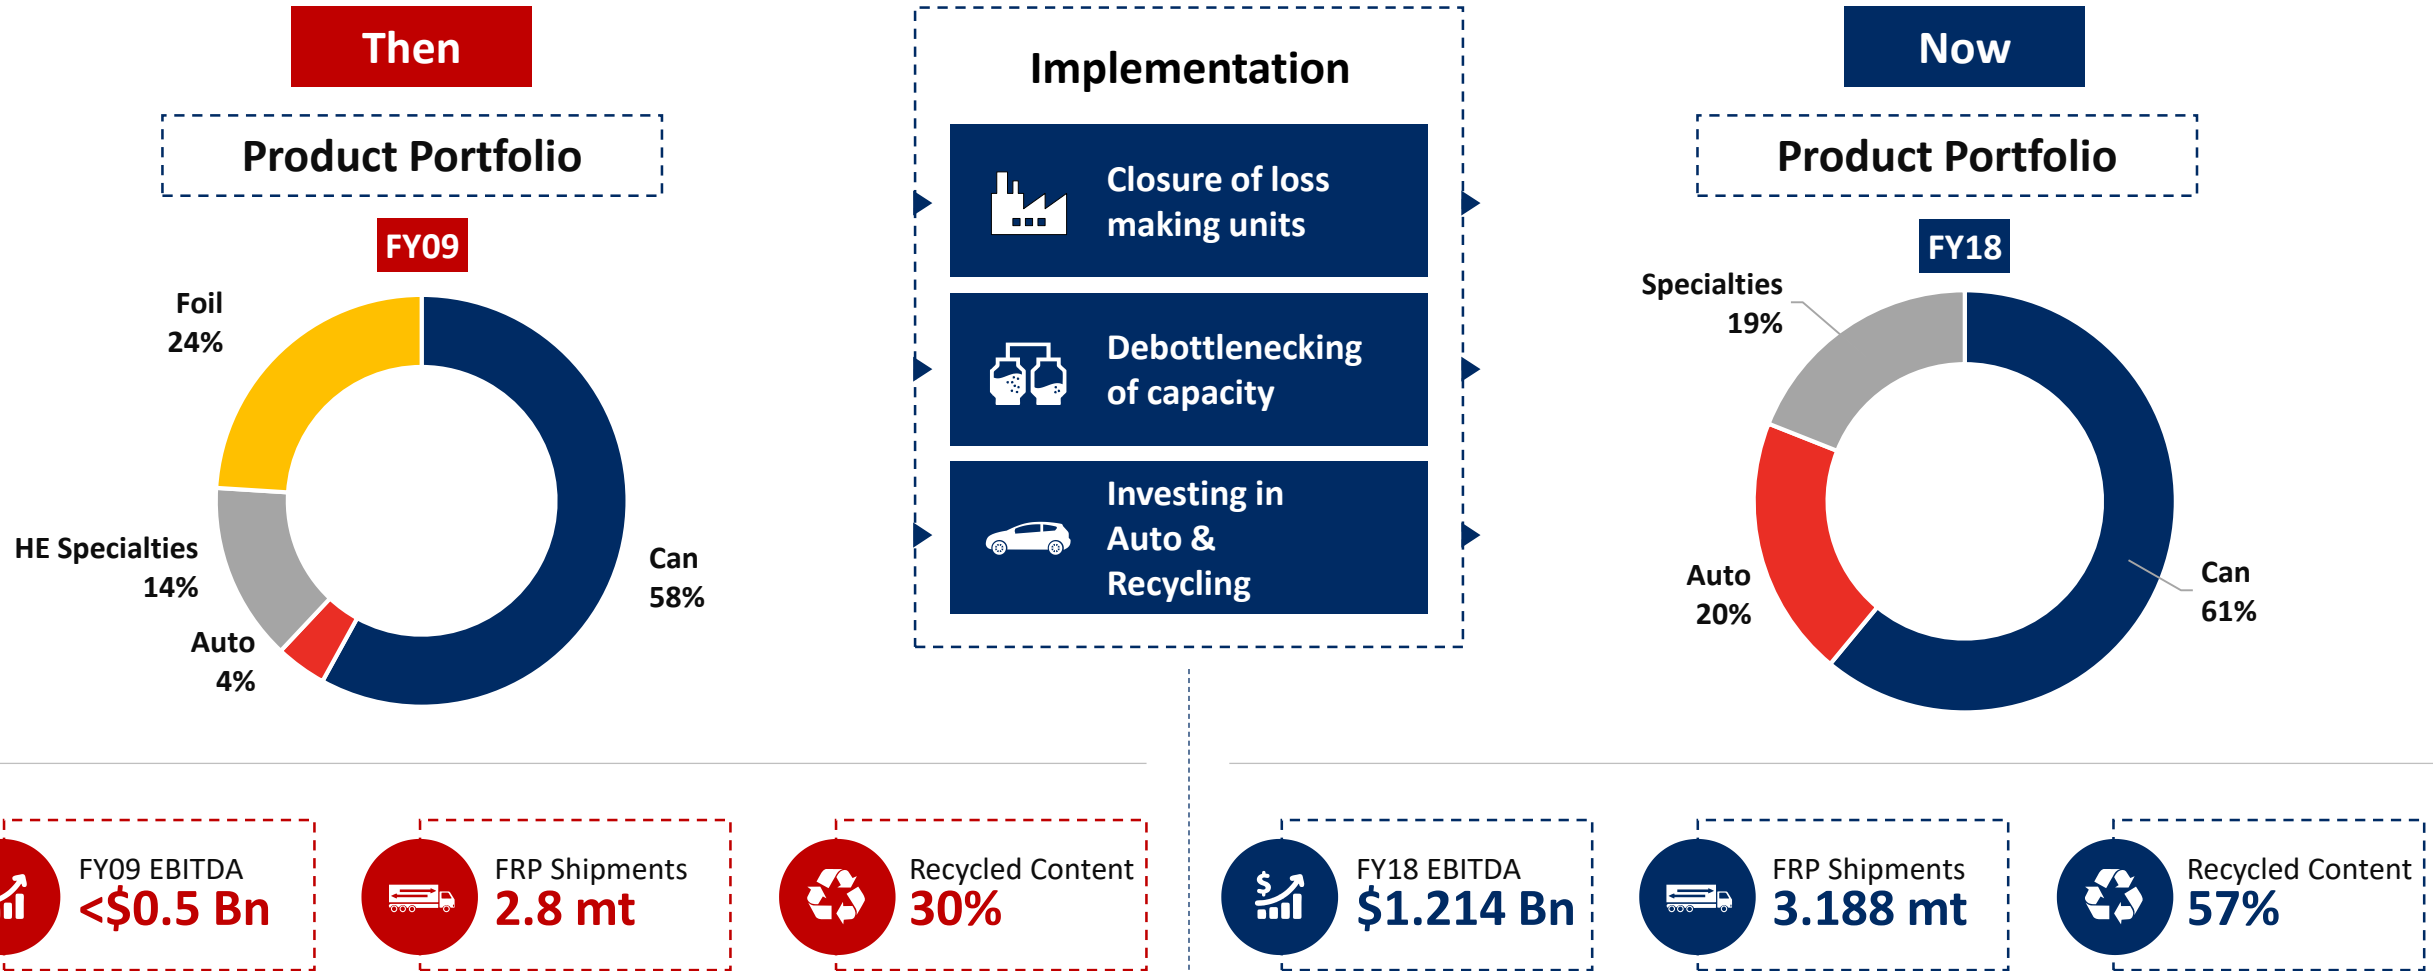 Then
Product Portfolio
FY09
Foil
24%
HE Specialties
14%
Auto
4%
Can
58%
Implementation
Closure of loss
making units
Debottlenecking
of capacity
Investing in
Auto &
Recycling
Now
Product Portfolio
FY18
Specialties
19%
Auto
20%
Can
61%
FY09 EBITDA
<$0.5 Bn
FRP Shipments
2.8 mt
Recycled Content
30%
$
FY18 EBITDA
$1.214 Bn
FRP Shipments
3.188 mt
Recycled Content
57%